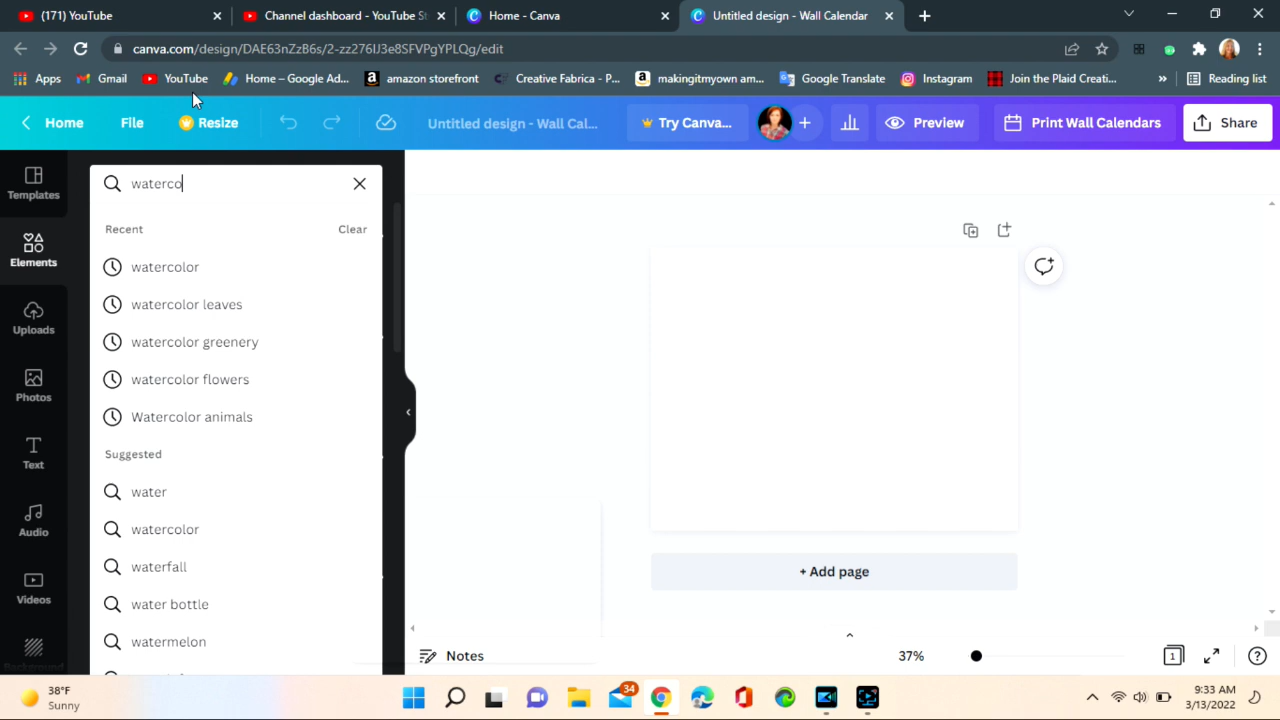 (171) YouTube
Channel dashboard - YouTube St
Home - Canva
Untitled design - Wall Calendar
canva.com/design/DAE63nZzB6s/2-zz276U3e8SFVPgYPLQg/edit
Apps
Gmail
YouTube
Home – Google Ad...
amazon storefront
Creative Fabrica - P...
makingitmyown am...
Google Translate
Instagram
Join the Plaid Creati...
»
Reading list
Home
File
Resize
Untitled design - Wall Cal...
Try Canva...
Preview
Print Wall Calendars
Share
Templates
Elements
Uploads
Photos
Text
Audio
Videos
Background
waterco
Recent
Clear
watercolor
watercolor leaves
watercolor greenery
watercolor flowers
Watercolor animals
Suggested
water
watercolor
waterfall
water bottle
watermelon
+ Add page
Notes
37%
1
38°F
Sunny
34
9:33 AM
3/13/2022